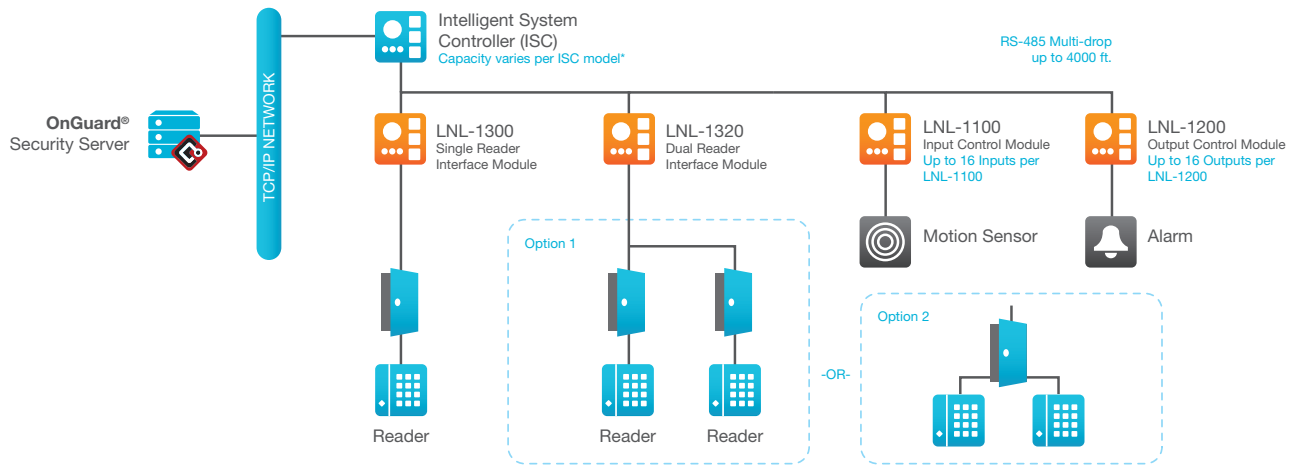 Intelligent System
Controller (ISC)
Capacity varies per ISC model*
RS-485 Multi-drop
up to 4000 ft.
OnGuard®
Security Server
TCP/IP NETWORK
LNL-1300
Single Reader
Interface Module
LNL-1320
Dual Reader
Interface Module
LNL-1100
Input Control Module
Up to 16 Inputs per
LNL-1100
LNL-1200
Output Control Module
Up to 16 Outputs per
LNL-1200
Motion Sensor
Alarm
Option 1
Option 2
-OR-
Reader
Reader
Reader